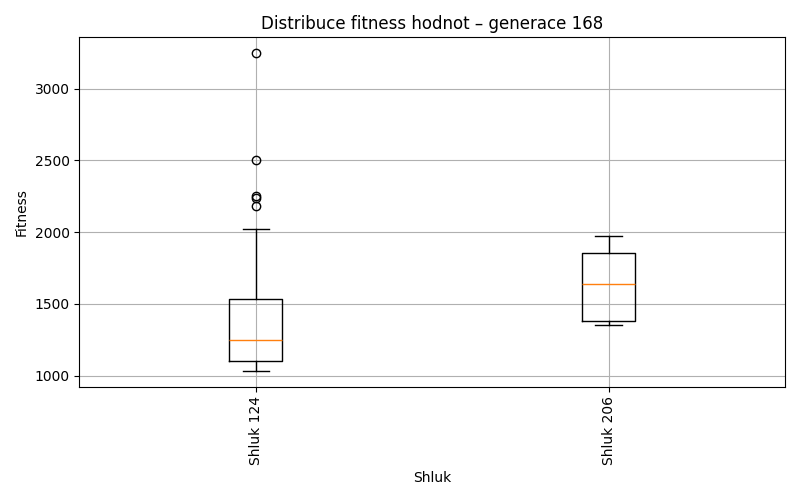 Distribuce fitness hodnot – generace 168
Fitness
3000
2500
2000
1500
1000
Shluk 124
Shluk 206
Shluk